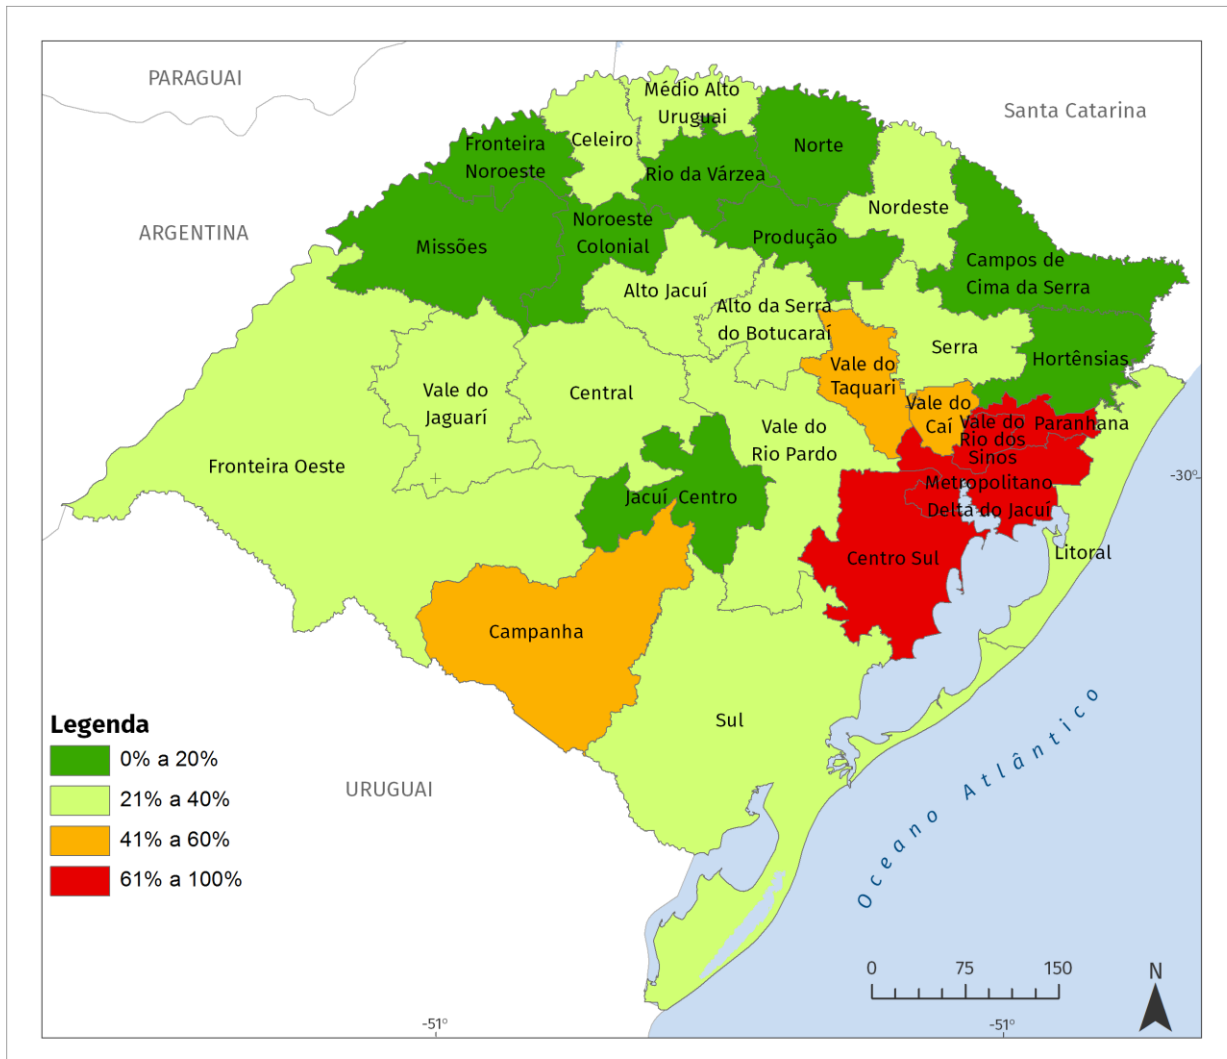 PARAGUAI
Santa Catarina
Médio Alto
Uruguai
Celeiro
Fronteira
Noroeste
Norte
Rio da Várzea
Nordeste
ARGENTINA
Missões
Noroeste
Colonial
Produção
Campos de
Cima da Serra
Alto Jacuí
Alto da Serra
do Botucaraí
Serra
Hortênsias
Vale do
Taquari
Vale do
Jaguarí
Central
Vale do
Caí
Vale do
Rio dos
Sinos
Paranhana
Vale do
Rio Pardo
Fronteira Oeste
-30°
Jacuí Centro
Metropolitano
Delta do Jacuí
Centro Sul
Litoral
Campanha
Sul
Oceano Atlântico
URUGUAI
Legenda
0% a 20%
21% a 40%
41% a 60%
61% a 100%
0 75 150
N
-51°
-51°